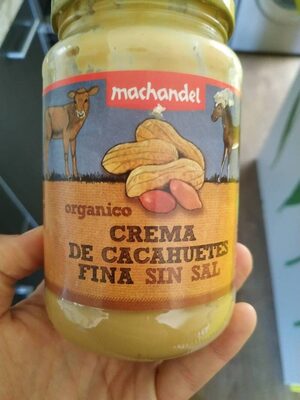 machandel
organico
CREMA
DE CACAHUETES
FINA SIN SAL